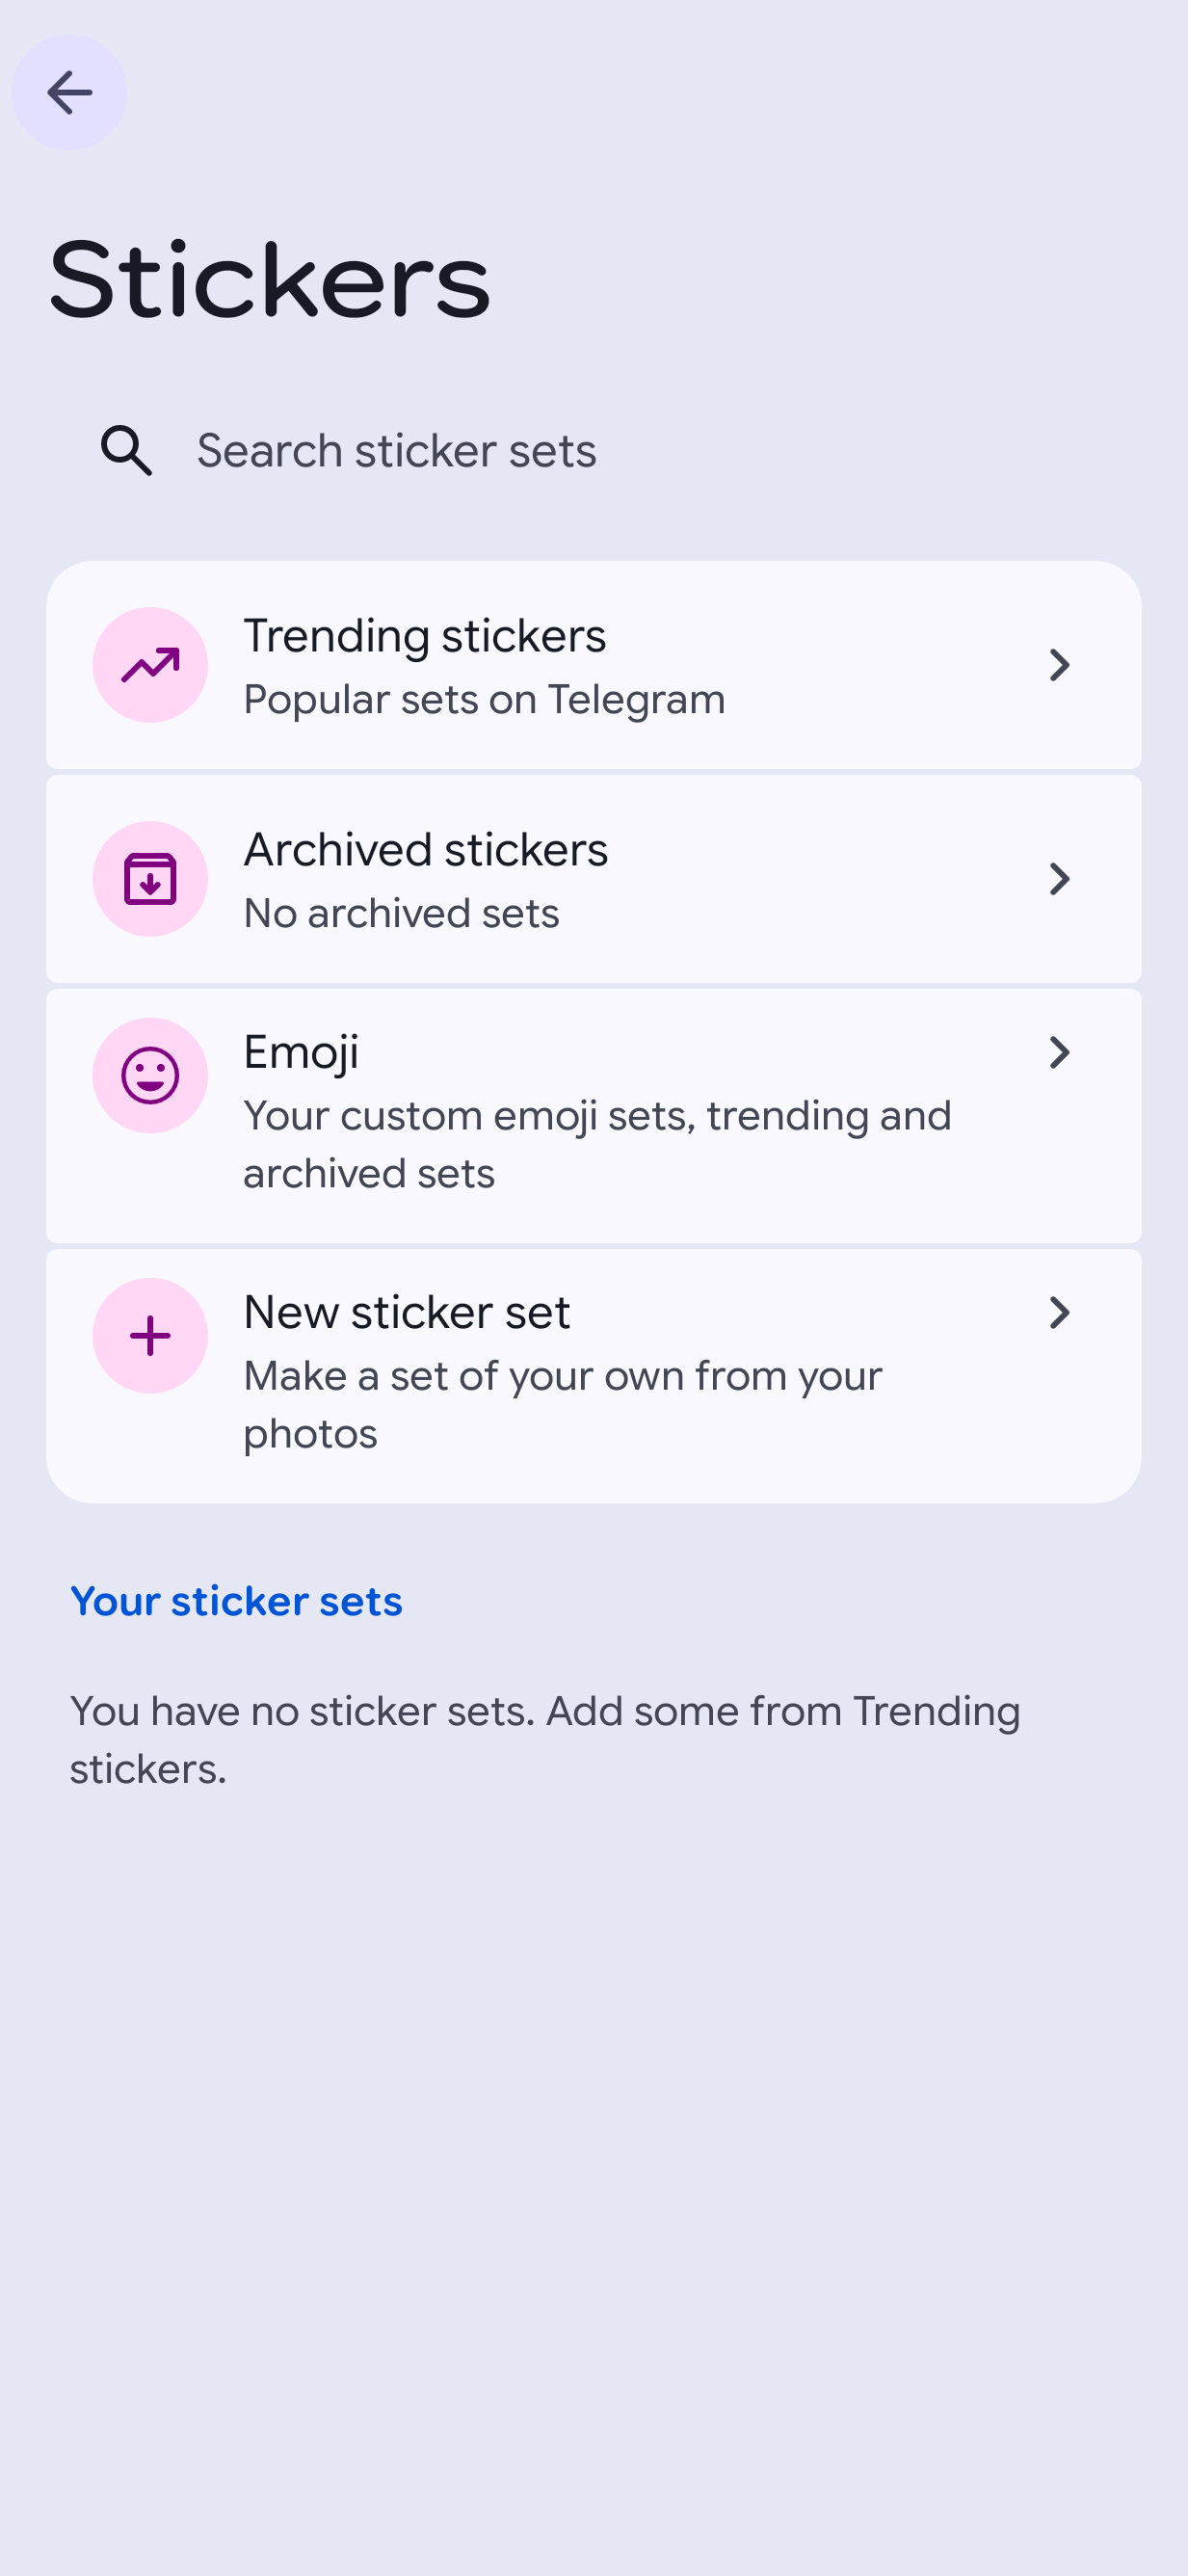 Stickers
Search sticker sets
Trending stickers
Popular sets on Telegram
Archived stickers
No archived sets
Emoji
Your custom emoji sets, trending and
archived sets
New sticker set
Make a set of your own from your
photos
Your sticker sets
You have no sticker sets. Add some from Trending
stickers.